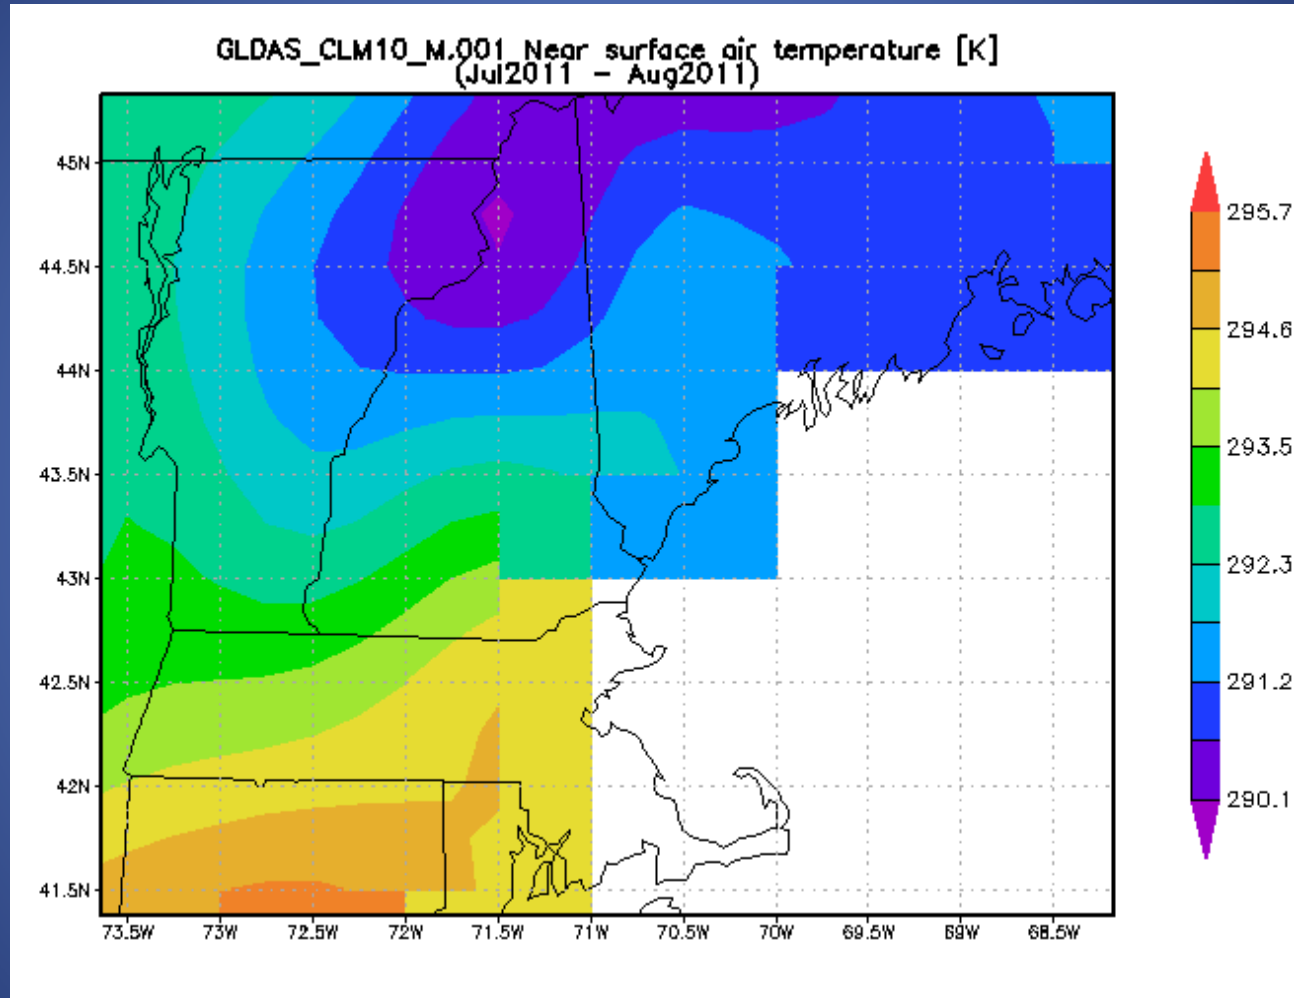 GLDAS_CLM10_M.001 Near surface air temperature [K]
(Jul2011 - Aug2011)
45N
44.5N
44N
43.5N
43N
42.5N
42N
41.5N
73.5W 73W 72.5W 72W 71.5W 71W 70.5W 70W 69.5W 69W 68.5W
295.7
294.6
293.5
292.3
291.2
290.1